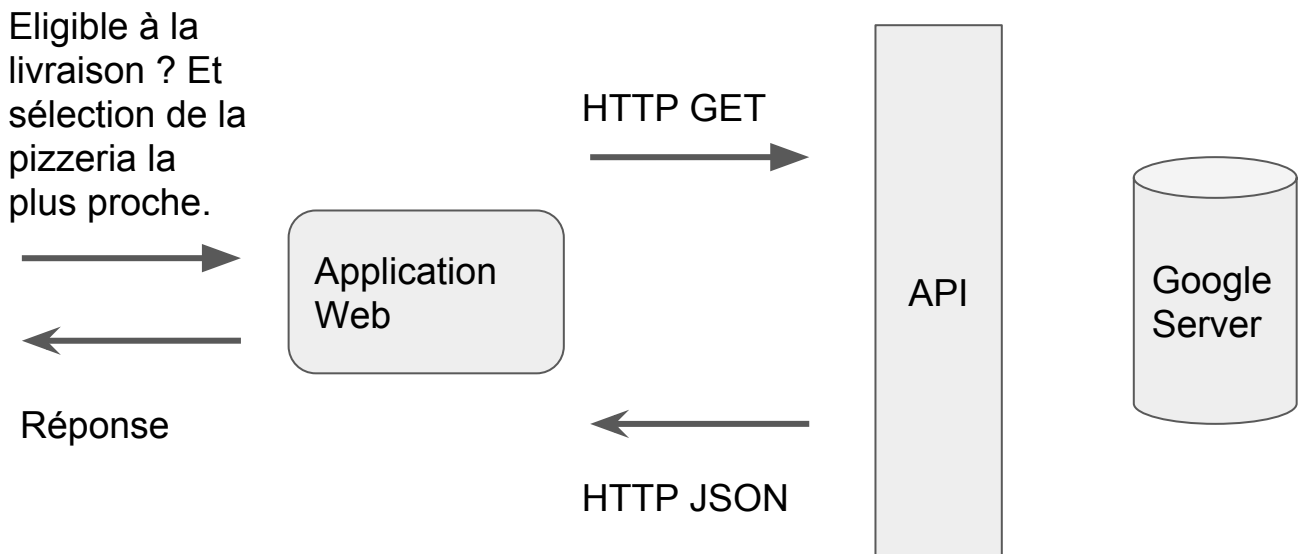 Eligible à la
livraison ? Et
sélection de la
pizzeria la
plus proche.
HTTP GET
Application
Web
API
Google
Server
Réponse
HTTP JSON